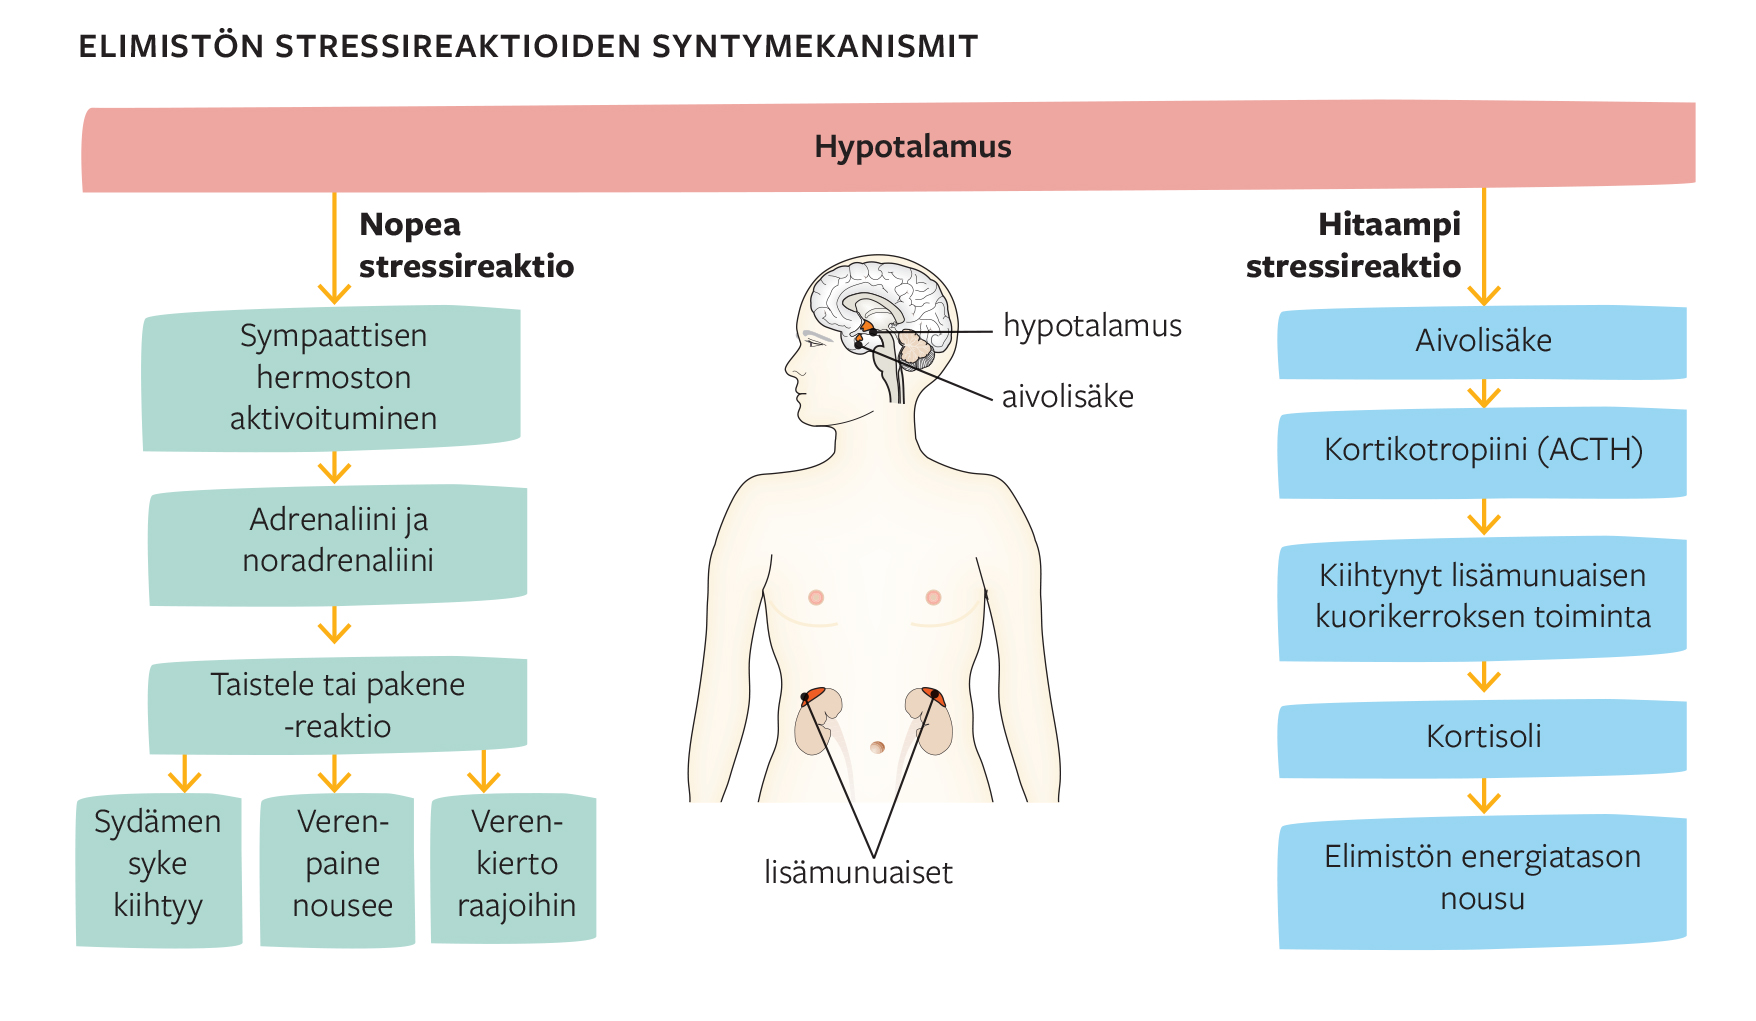 ELIMISTÖN STRESSIREAKTIOIDEN SYNTYMEKANISMIT
Hypotalamus
Nopea
stressireaktio
Sympaattisen
hermoston
aktivoituminen
Adrenaliini ja
noradrenaliini
Taistele tai pakene
-reaktio
Sydämen
syke
kiihtyy
Veren-
paine
nousee
Veren-
kierto
raajoihin
hypotalamus
aivolisäke
lisämunuaiset
Hitaampi
stressireaktio
Aivolisäke
Kortikotropiini (ACTH)
Kiihtynyt lisämunuaisen
kuorikerroksen toiminta
Kortisoli
Elimistön energiatason
nousu